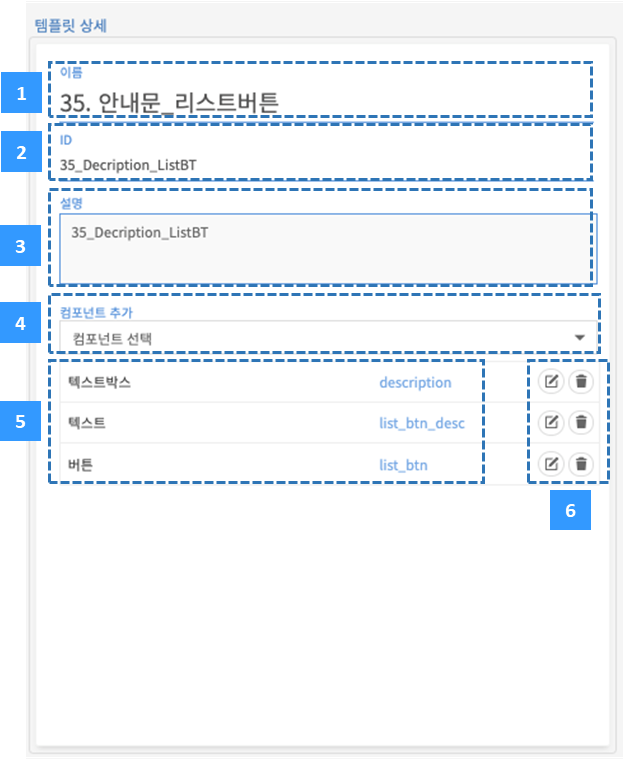 템플릿 상세
1
이름
35. 안내문_리스트버튼
2
ID
35_Decription_ListBT
3
설명
35_Decription_ListBT
4
컴포넌트 추가
컴포넌트 선택
5
텍스트박스 description
텍스트 list_btn_desc
버튼 list_btn
6